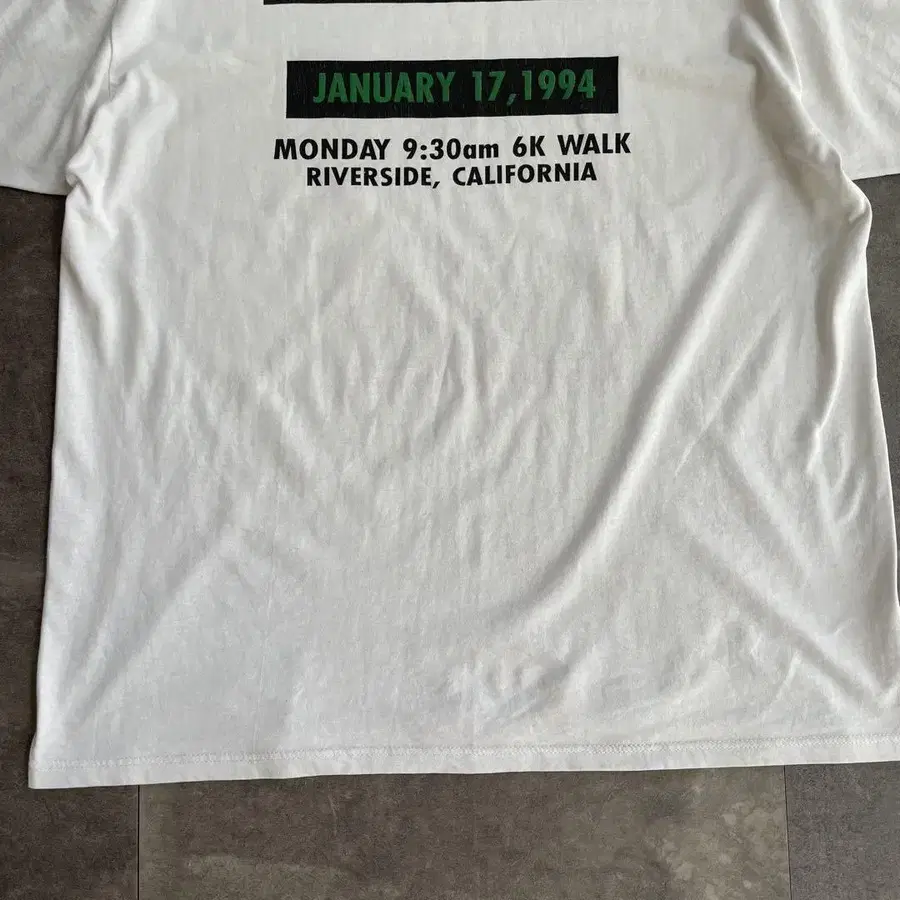 JANUARY 17,1994
MONDAY 9:30am 6K WALK
RIVERSIDE, CALIFORNIA